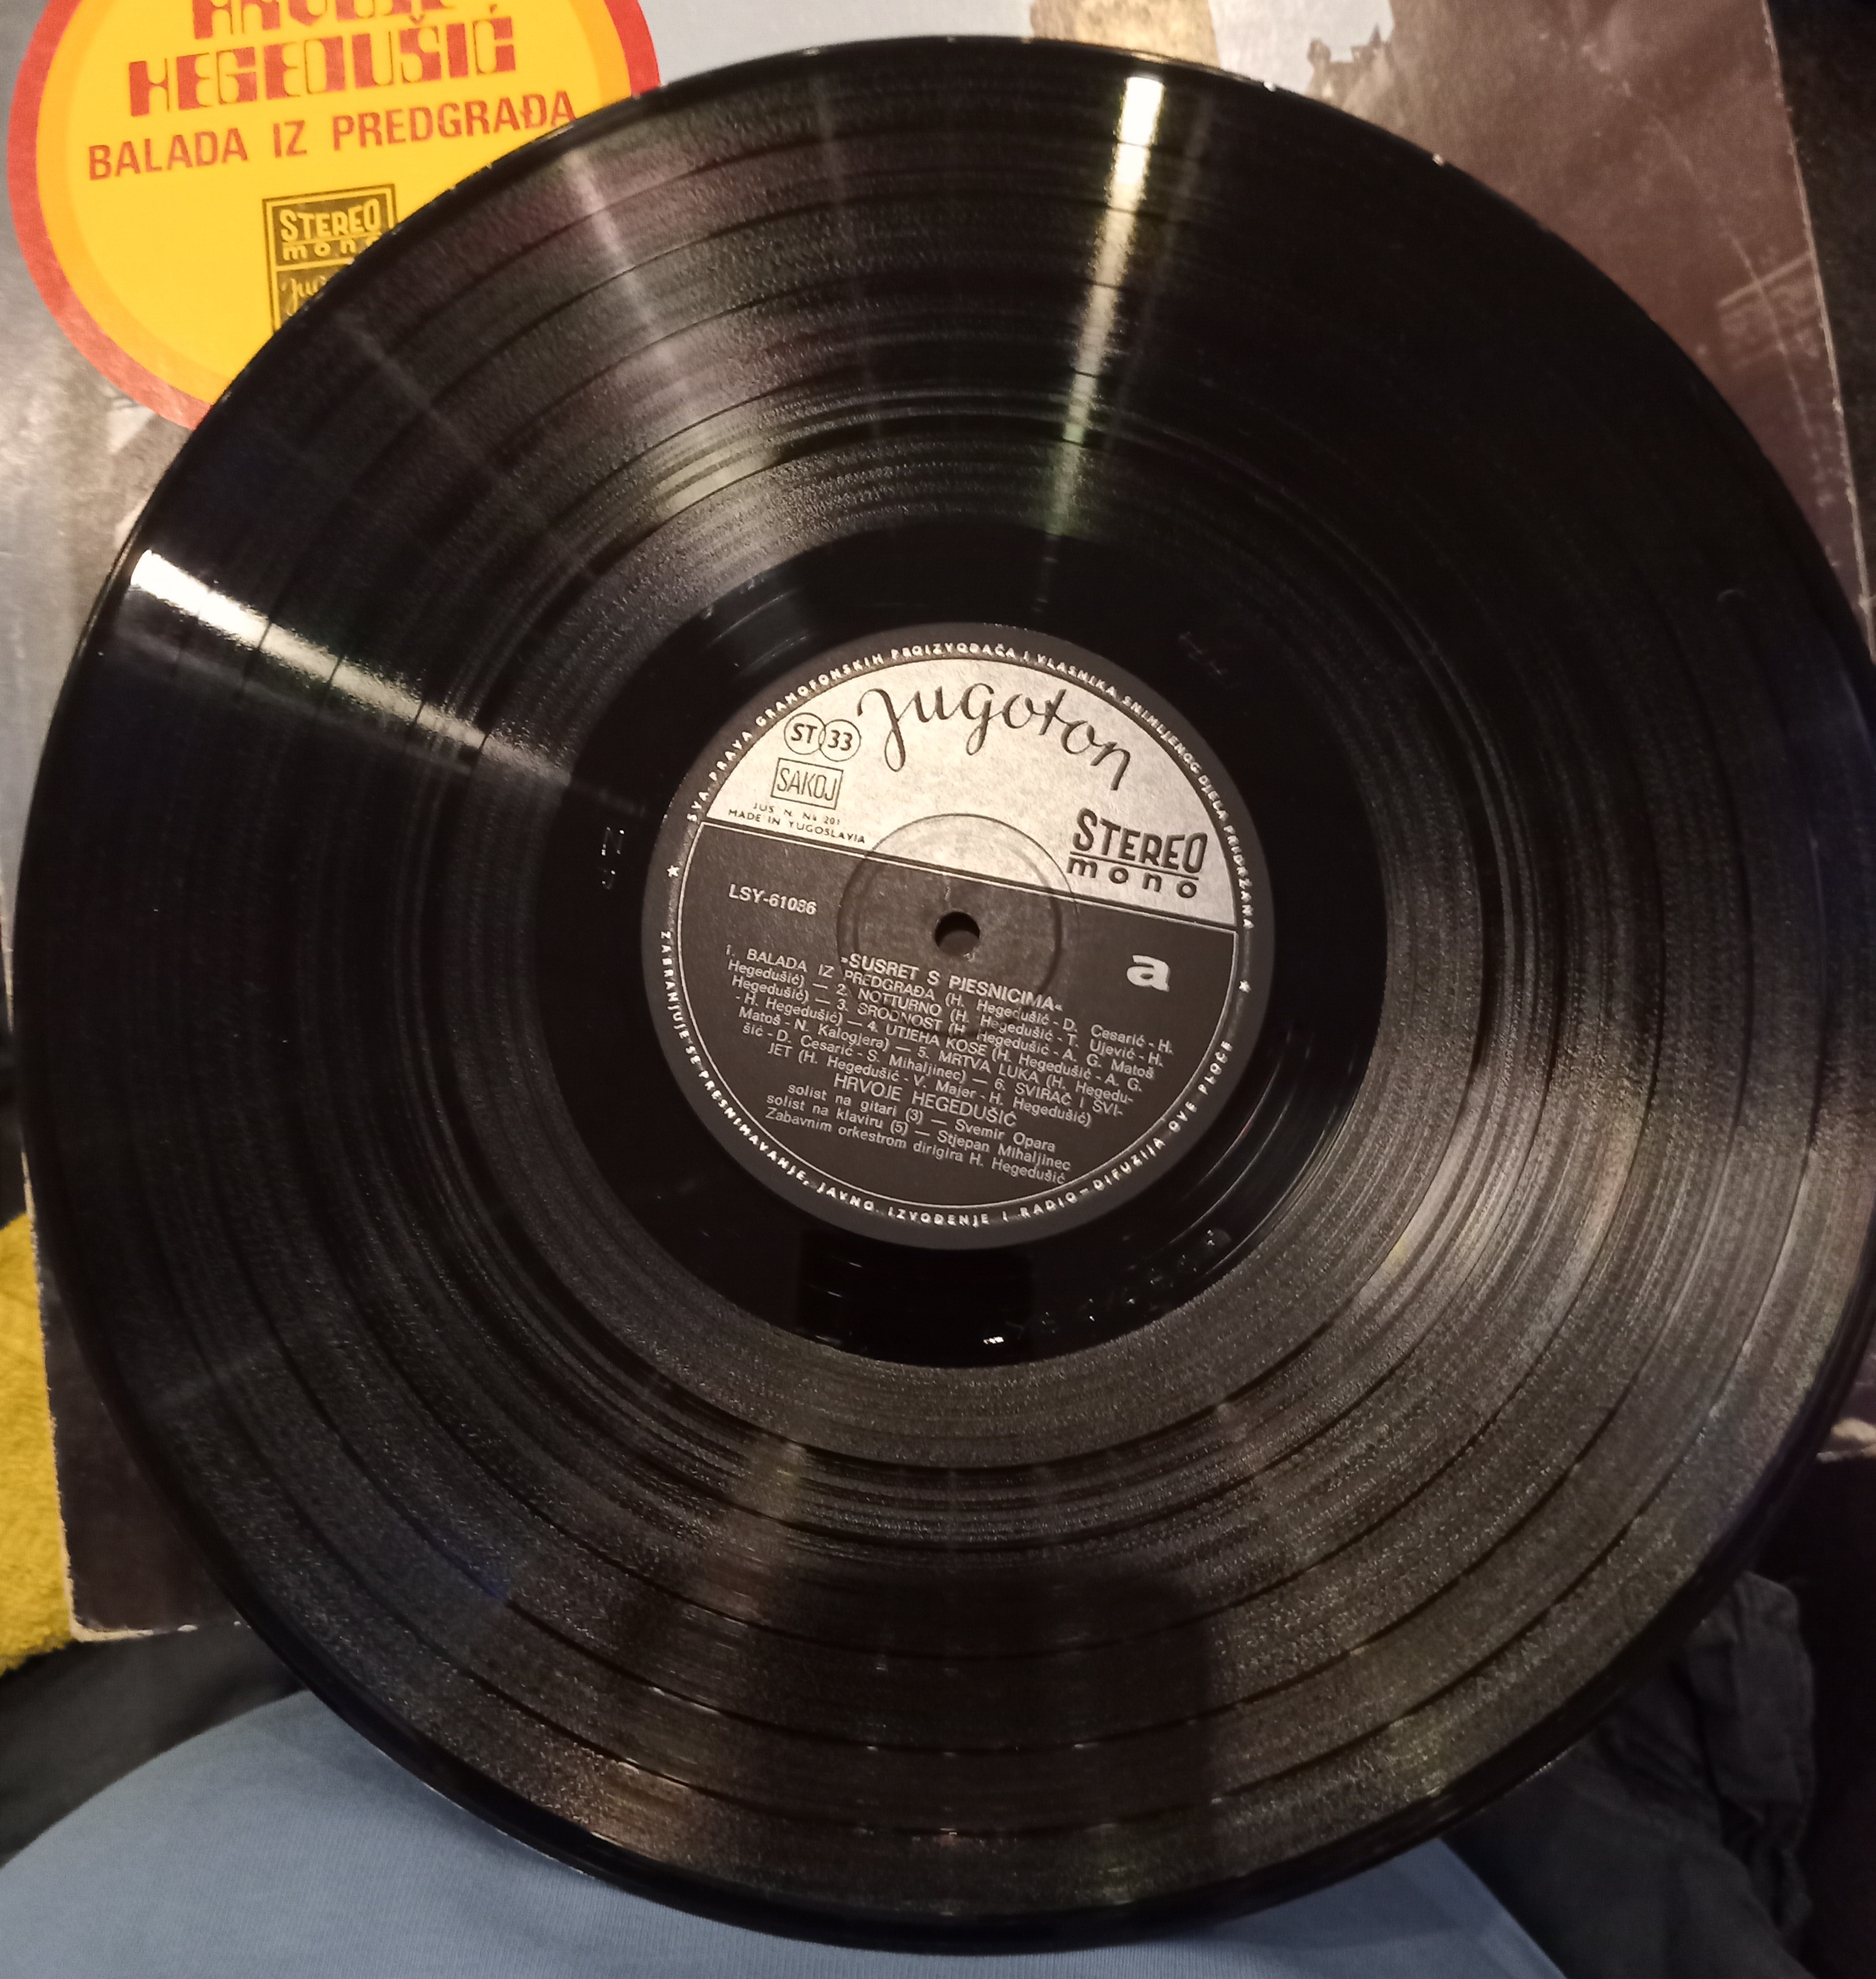 HEGEDUŠIĆ
BALADA IZ PREDGRAĐA
STEREO
mono
SVA PRAVA GRAMOFONSKIH PROIZVOĐAČA I VLASNIKA SNIMLJENOG DJELA PRIDRŽANA
jugoton
ST 33
SAKOJ
JUS N. N4 201
MADE IN YUGOSLAVIA
STEREO
mono
LSY-61086
a
»SUSRET S PJESNICIMA«
1. BALADA IZ PREDGRAĐA (H. Hegedušić - D. Cesarić - H.
Hegedušić) — 2. NOTTURNO (H. Hegedušić - T. Ujević - H.
Hegedušić) — 3. SRODNOST (H. Hegedušić - A. G. Matoš
- H. Hegedušić) — 4. UTJEHA KOSE (H. Hegedušić - A. G.
Matoš - N. Kalogjera) — 5. MRTVA LUKA (H. Hegedu-
šić - D. Cesarić - S. Mihaljinec) — 6. SVIRAČ I SVI-
JET (H. Hegedušić - V. Majer - H. Hegedušić)
HRVOJE HEGEDUŠIĆ
solist na gitari (3) — Svemir Opara
solist na klaviru (5) — Stjepan Mihaljinec
Zabavnim orkestrom dirigira H. Hegedušić
ZABRANJUJE SE PRESNIMAVANJE, JAVNO IZVOĐENJE I RADIO-DIFUZIJA OVE PLOČE